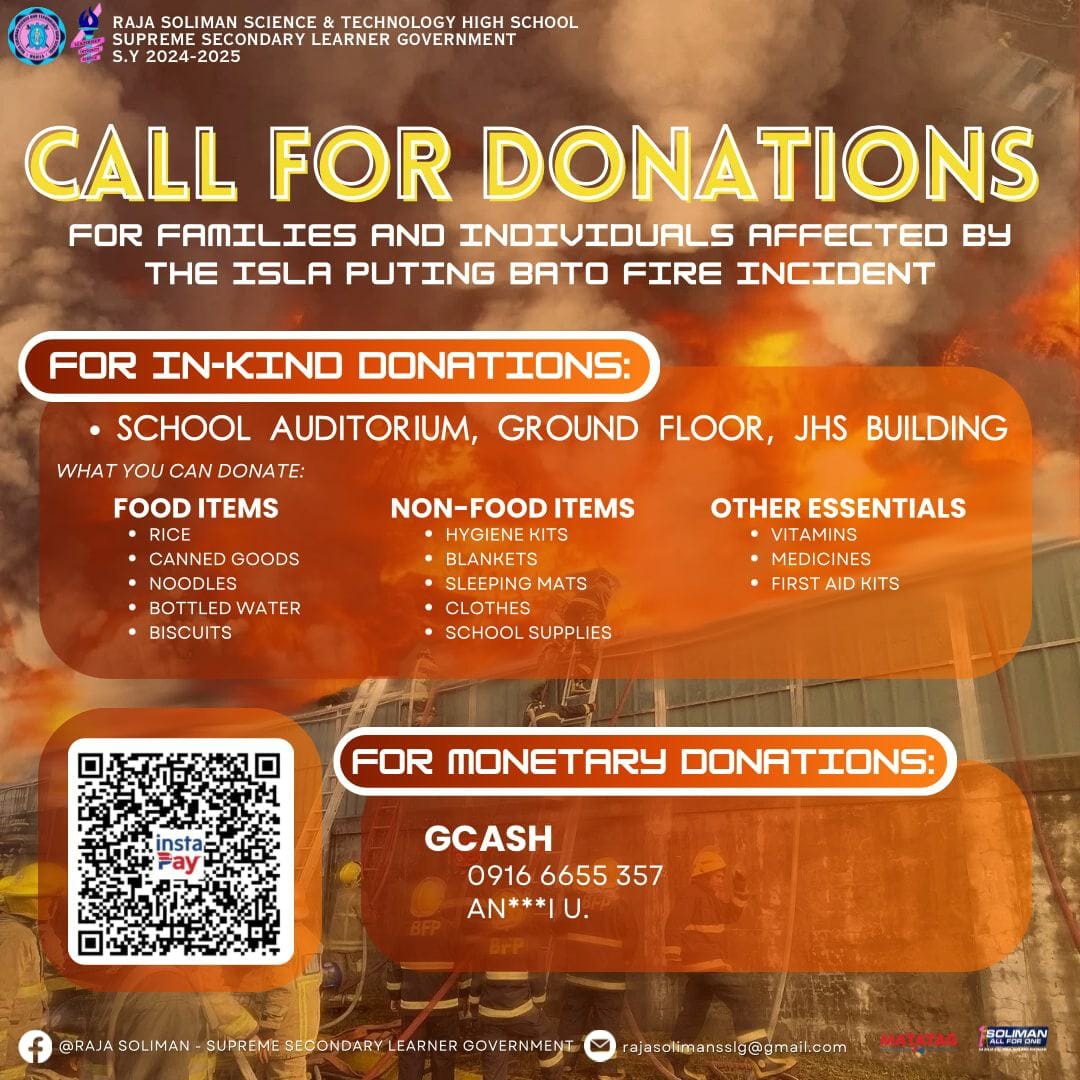 RAJA SOLIMAN SCIENCE & TECHNOLOGY HIGH SCHOOL
SUPREME SECONDARY LEARNER GOVERNMENT
S.Y 2024-2025
CALL FOR DONATIONS
FOR FAMILIES AND INDIVIDUALS AFFECTED BY
THE ISLA PUTING BATO FIRE INCIDENT
FOR IN-KIND DONATIONS:
• SCHOOL AUDITORIUM, GROUND FLOOR, JHS BUILDING
WHAT YOU CAN DONATE:
FOOD ITEMS
• RICE
• CANNED GOODS
• NOODLES
• BOTTLED WATER
• BISCUITS
NON-FOOD ITEMS
• HYGIENE KITS
• BLANKETS
• SLEEPING MATS
• CLOTHES
• SCHOOL SUPPLIES
OTHER ESSENTIALS
• VITAMINS
• MEDICINES
• FIRST AID KITS
insta
Pay
FOR MONETARY DONATIONS:
GCASH
0916 6655 357
AN***I U.
BFP
BFP
BFP
@RAJA SOLIMAN - SUPREME SECONDARY LEARNER GOVERNMENT
rajasolimansslg@gmail.com
MATATAG
SOLIMAN
ALL FOR ONE